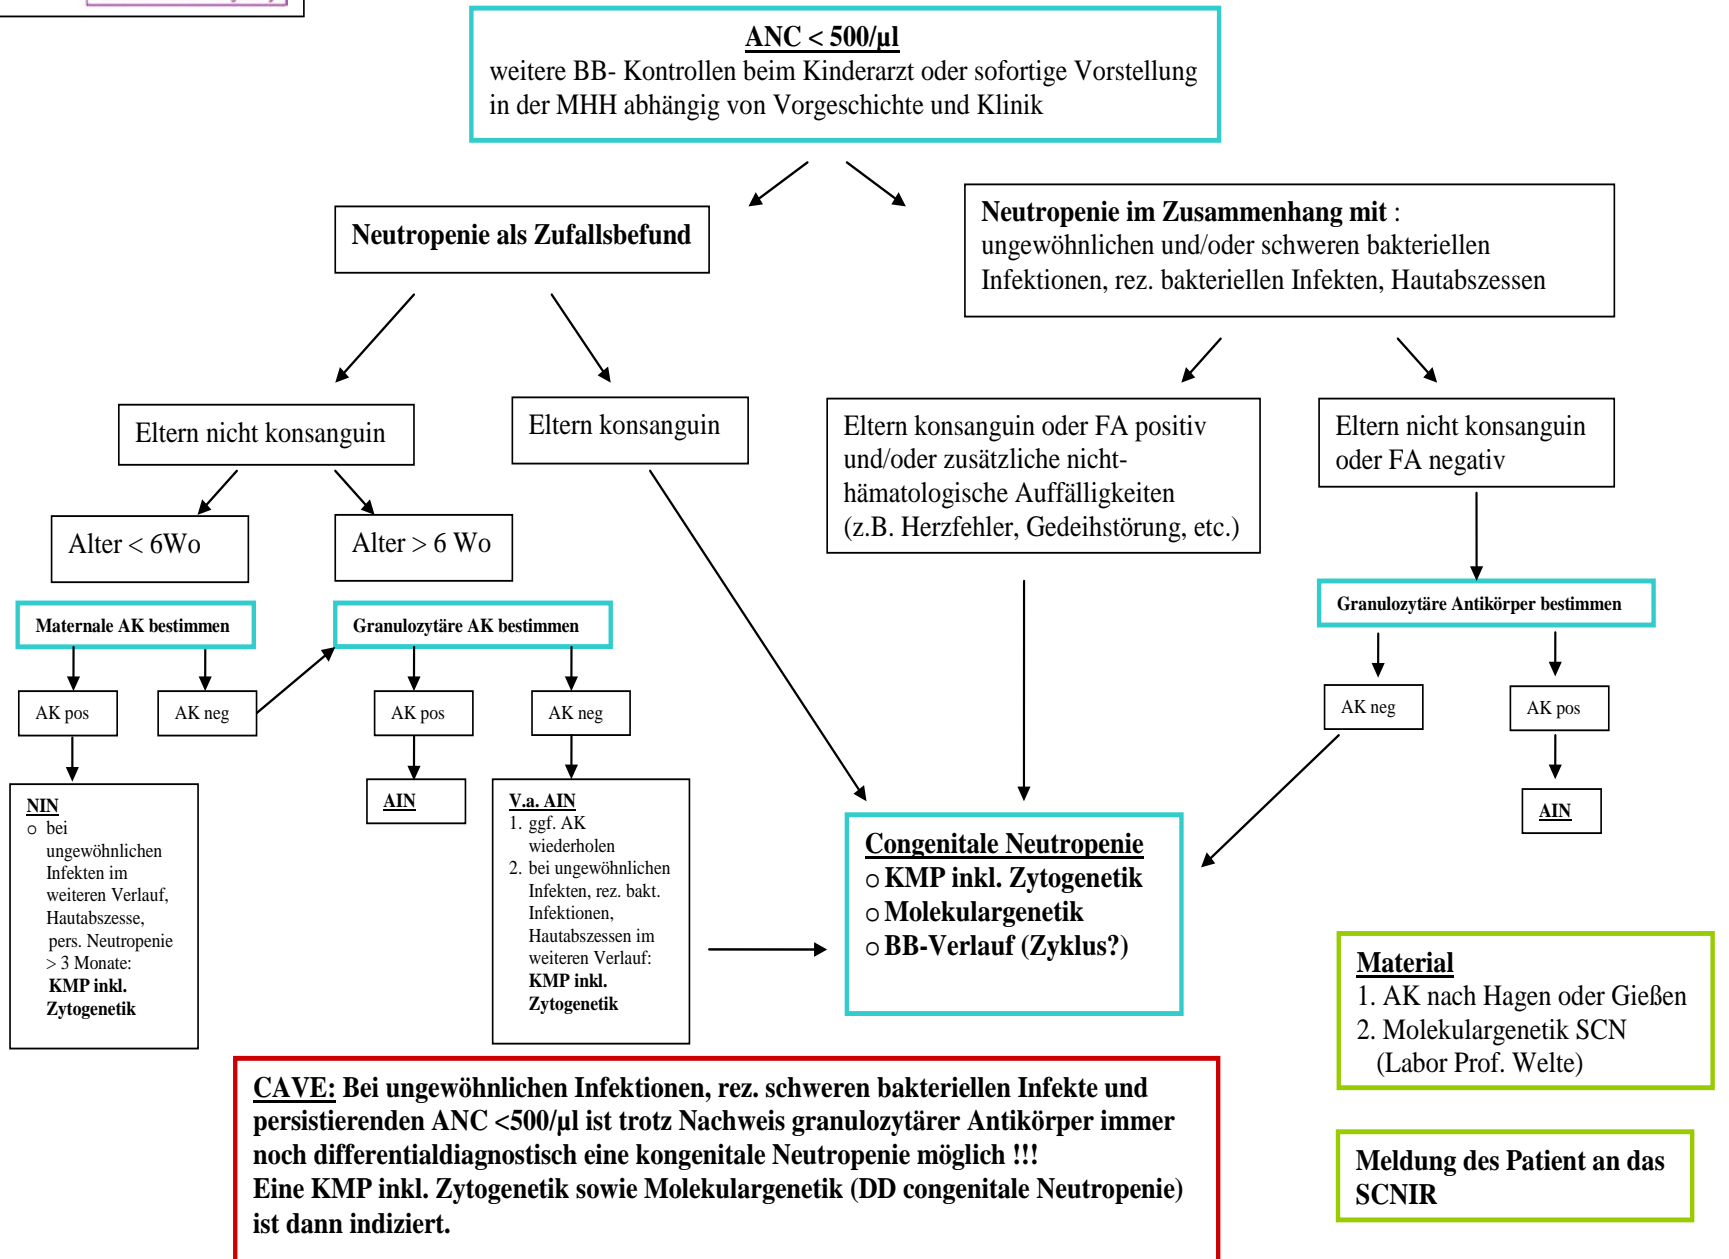 ANC < 500/µl
weitere BB- Kontrollen beim Kinderarzt oder sofortige Vorstellung
in der MHH abhängig von Vorgeschichte und Klinik
Neutropenie als Zufallsbefund
Neutropenie im Zusammenhang mit :
ungewöhnlichen und/oder schweren bakteriellen
Infektionen, rez. bakteriellen Infekten, Hautabszessen
Eltern nicht konsanguin
Eltern konsanguin
Eltern konsanguin oder FA positiv
und/oder zusätzliche nicht-
hämatologische Auffälligkeiten
(z.B. Herzfehler, Gedeihstörung, etc.)
Eltern nicht konsanguin
oder FA negativ
Alter < 6Wo
Alter > 6 Wo
Maternale AK bestimmen
Granulozytäre AK bestimmen
Granulozytäre Antikörper bestimmen
AK pos
AK neg
AK pos
AK neg
AK neg
AK pos
NIN
o bei
ungewöhnlichen
Infekten im
weiteren Verlauf,
Hautabszesse,
pers. Neutropenie
> 3 Monate:
KMP inkl.
Zytogenetik
AIN
V.a. AIN
1. ggf. AK
wiederholen
2. bei ungewöhnlichen
Infekten, rez. bakt.
Infektionen,
Hautabszessen im
weiteren Verlauf:
KMP inkl.
Zytogenetik
Congenitale Neutropenie
o KMP inkl. Zytogenetik
o Molekulargenetik
o BB-Verlauf (Zyklus?)
AIN
Material
1. AK nach Hagen oder Gießen
2. Molekulargenetik SCN
(Labor Prof. Welte)
CAVE: Bei ungewöhnlichen Infektionen, rez. schweren bakteriellen Infekte und
persistierenden ANC <500/µl ist trotz Nachweis granulozytärer Antikörper immer
noch differentialdiagnostisch eine kongenitale Neutropenie möglich !!!
Eine KMP inkl. Zytogenetik sowie Molekulargenetik (DD congenitale Neutropenie)
ist dann indiziert.
Meldung des Patient an das
SCNIR